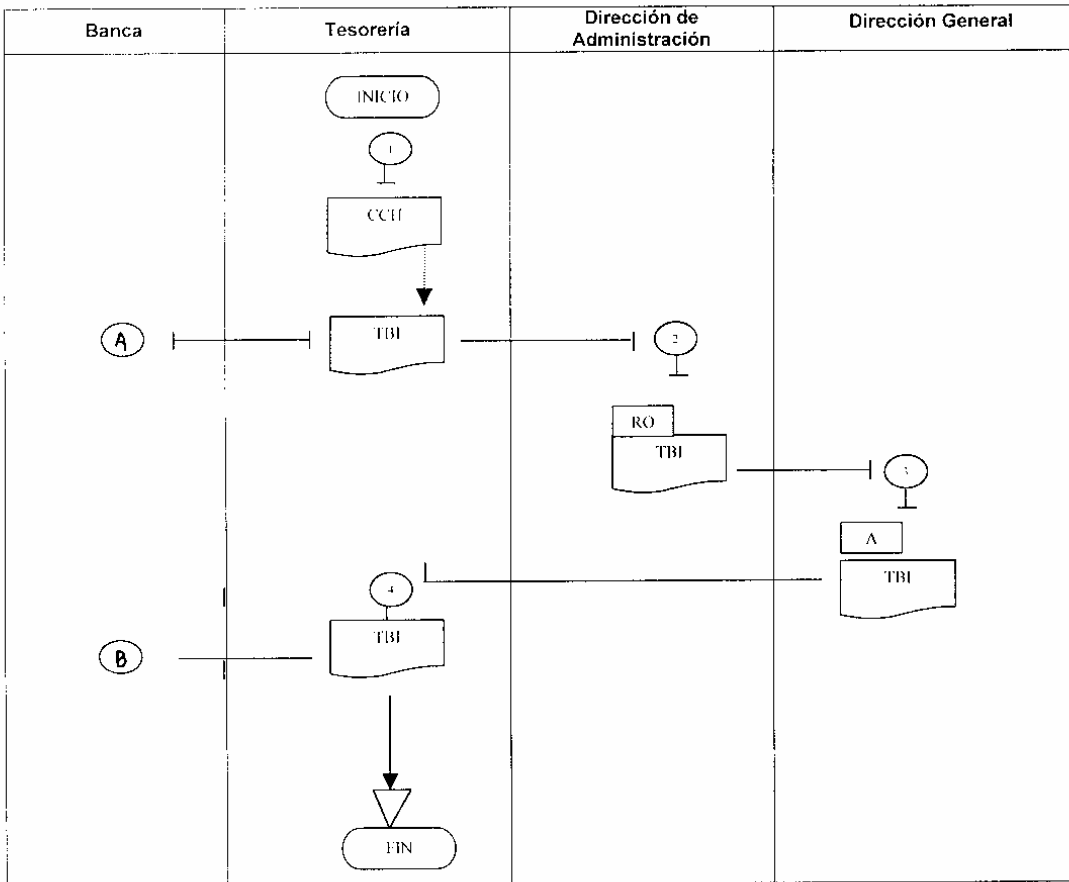 Banca
Tesorería
Dirección de
Administración
Dirección General
INICIO
1
CCH
A
TBI
2
RO
TBI
3
A
TBI
4
TBI
B
FIN